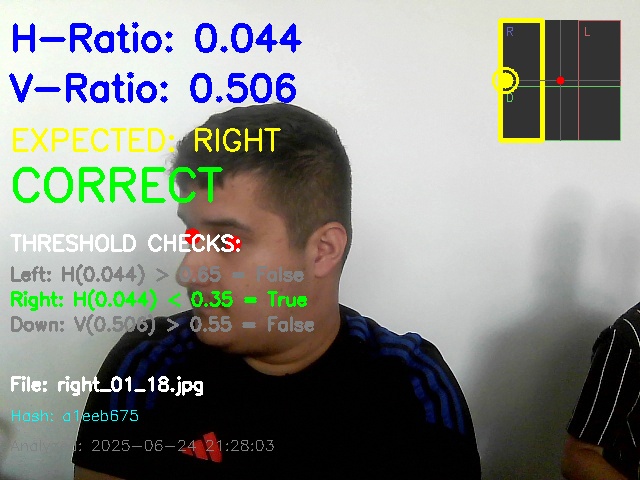 H-Ratio: 0.044
V-Ratio: 0.506
EXPECTED: RIGHT
CORRECT
THRESHOLD CHECKS:
Left: H(0.044) > 0.65 = False
Right: H(0.044) < 0.35 = True
Down: V(0.506) > 0.55 = False
File: right_01_18.jpg
Hash: a1eeb675
Analyzed: 2025-06-24 21:28:03
R
L
D